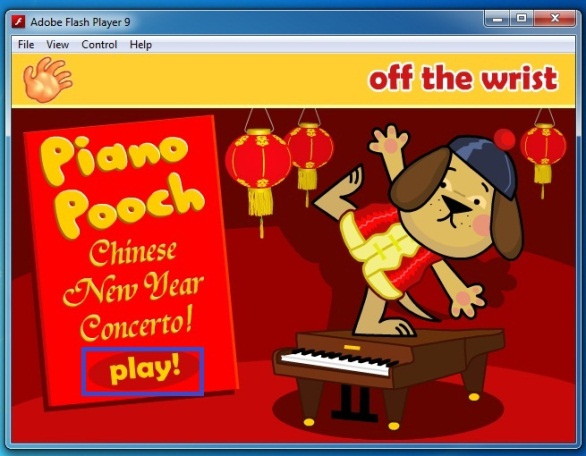 Adobe Flash Player 9
File View Control Help
off the wrist
Piano
Pooch
Chinese
New Year
Concerto!
play!